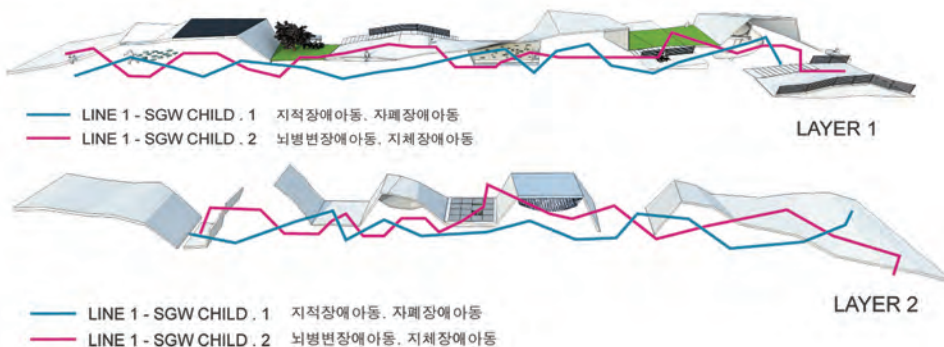 LINE 1 - SGW CHILD . 1 지적장애아동, 자폐장애아동
LINE 1 - SGW CHILD . 2 뇌병변장애아동, 지체장애아동
LAYER 1
LINE 1 - SGW CHILD . 1 지적장애아동, 자폐장애아동
LINE 1 - SGW CHILD . 2 뇌병변장애아동, 지체장애아동
LAYER 2